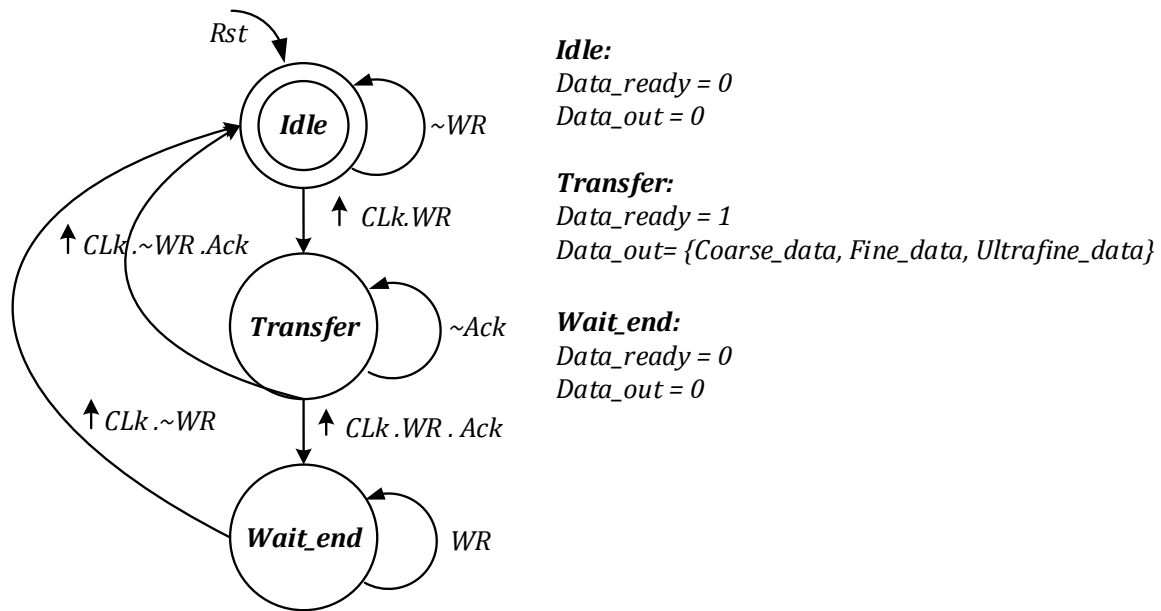 Rst
Idle
~WR
↑ CLk.WR
↑ CLk .~WR .Ack
Transfer
~Ack
↑ CLk .~WR
↑ CLk .WR . Ack
Wait_end
WR
Idle:
Data_ready = 0
Data_out = 0
Transfer:
Data_ready = 1
Data_out= {Coarse_data, Fine_data, Ultrafine_data}
Wait_end:
Data_ready = 0
Data_out = 0